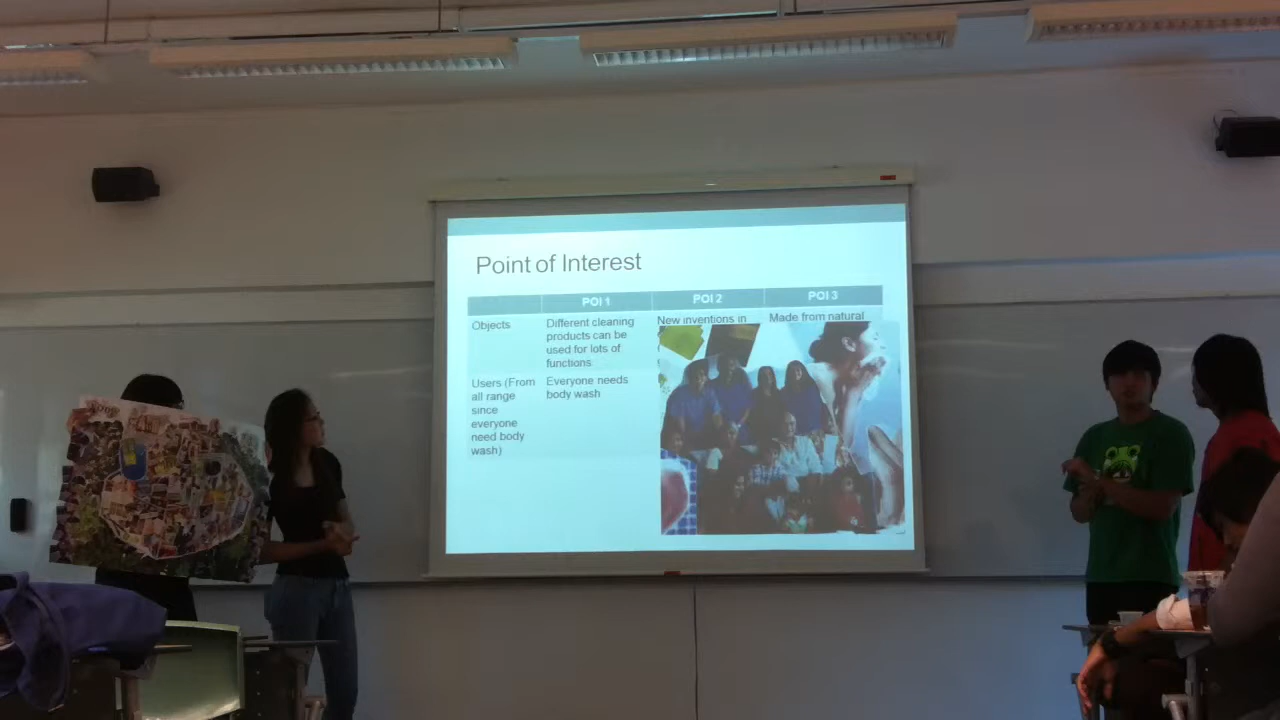 Point of Interest
POI 1 POI 2 POI 3
Objects
Different cleaning
products can be
used for lots of
functions
New inventions in
Made from natural
Users (From
all range
since
everyone
need body
wash)
Everyone needs
body wash